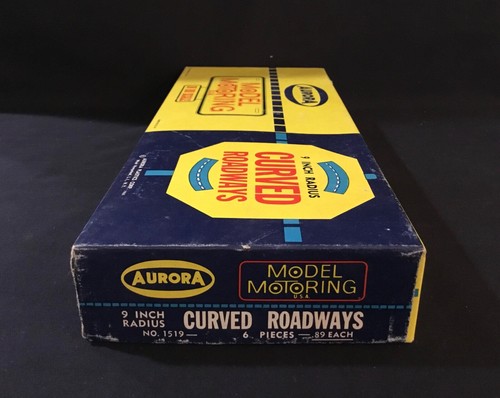 AURORA
MODEL
MOTORING
U.S.A.
9 INCH
RADIUS
CURVED ROADWAYS
NO. 1519— 6 PIECES — .89 EACH
9 INCH RADIUS
CURVED
ROADWAYS
AURORA
MODEL
MOTORING